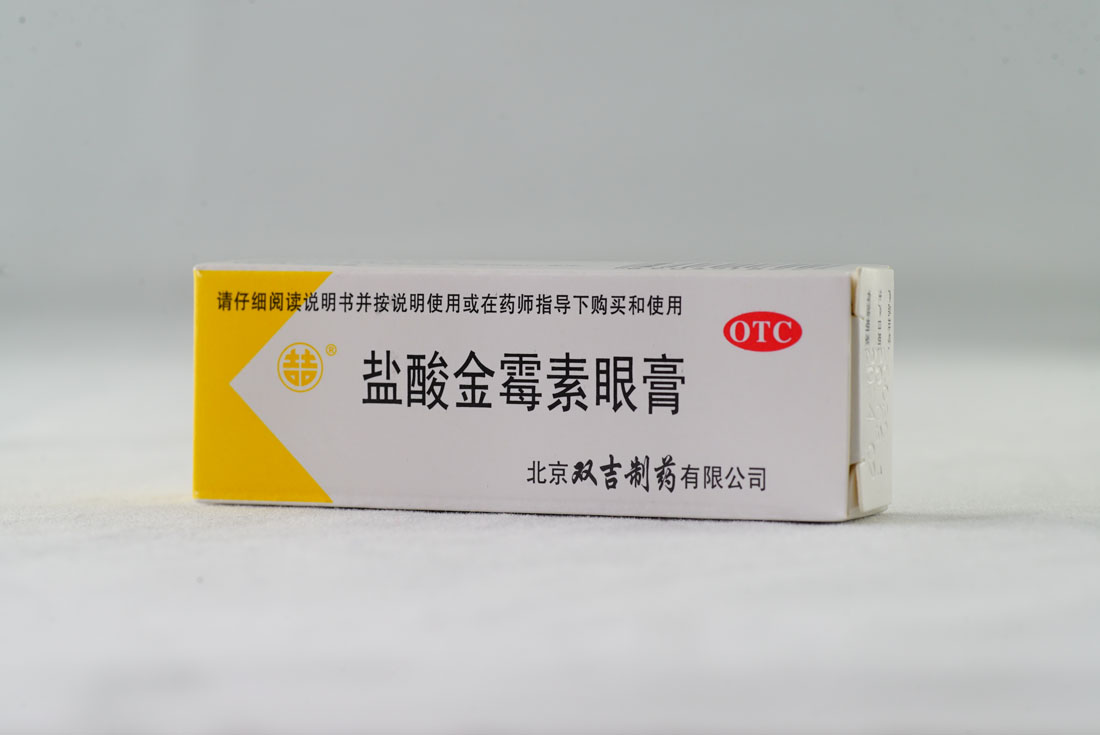 请仔细阅读说明书并按说明使用或在药师指导下购买和使用
OTC
囍®
盐酸金霉素眼膏
北京双吉制药有限公司